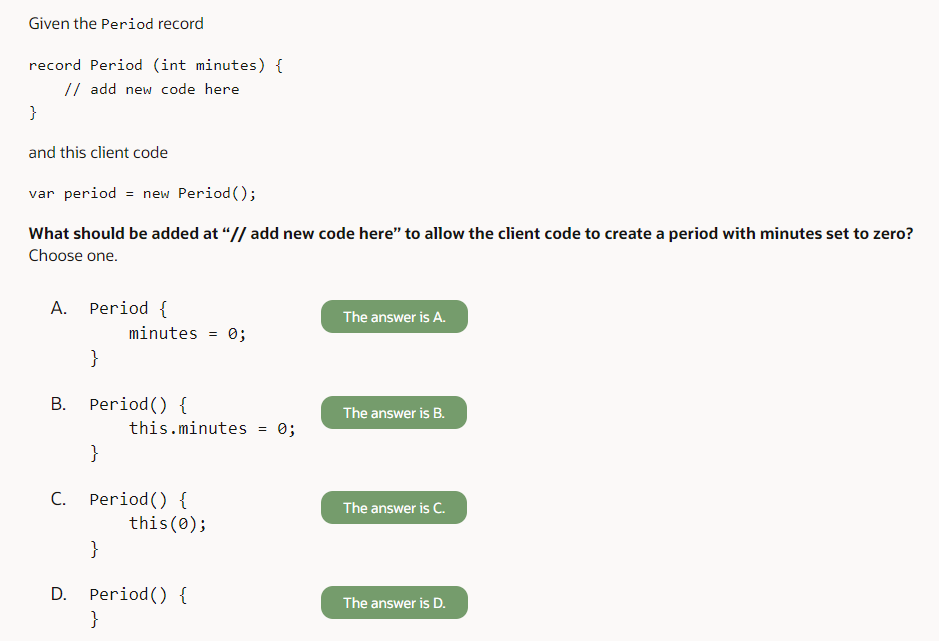 Given the Period record
record Period (int minutes) {
    // add new code here
}
and this client code
var period = new Period();
What should be added at “// add new code here” to allow the client code to create a period with minutes set to zero?
Choose one.
A. Period { The answer is A.
    minutes = 0;
}
B. Period() { The answer is B.
    this.minutes = 0;
}
C. Period() { The answer is C.
    this(0);
}
D. Period() { The answer is D.
}